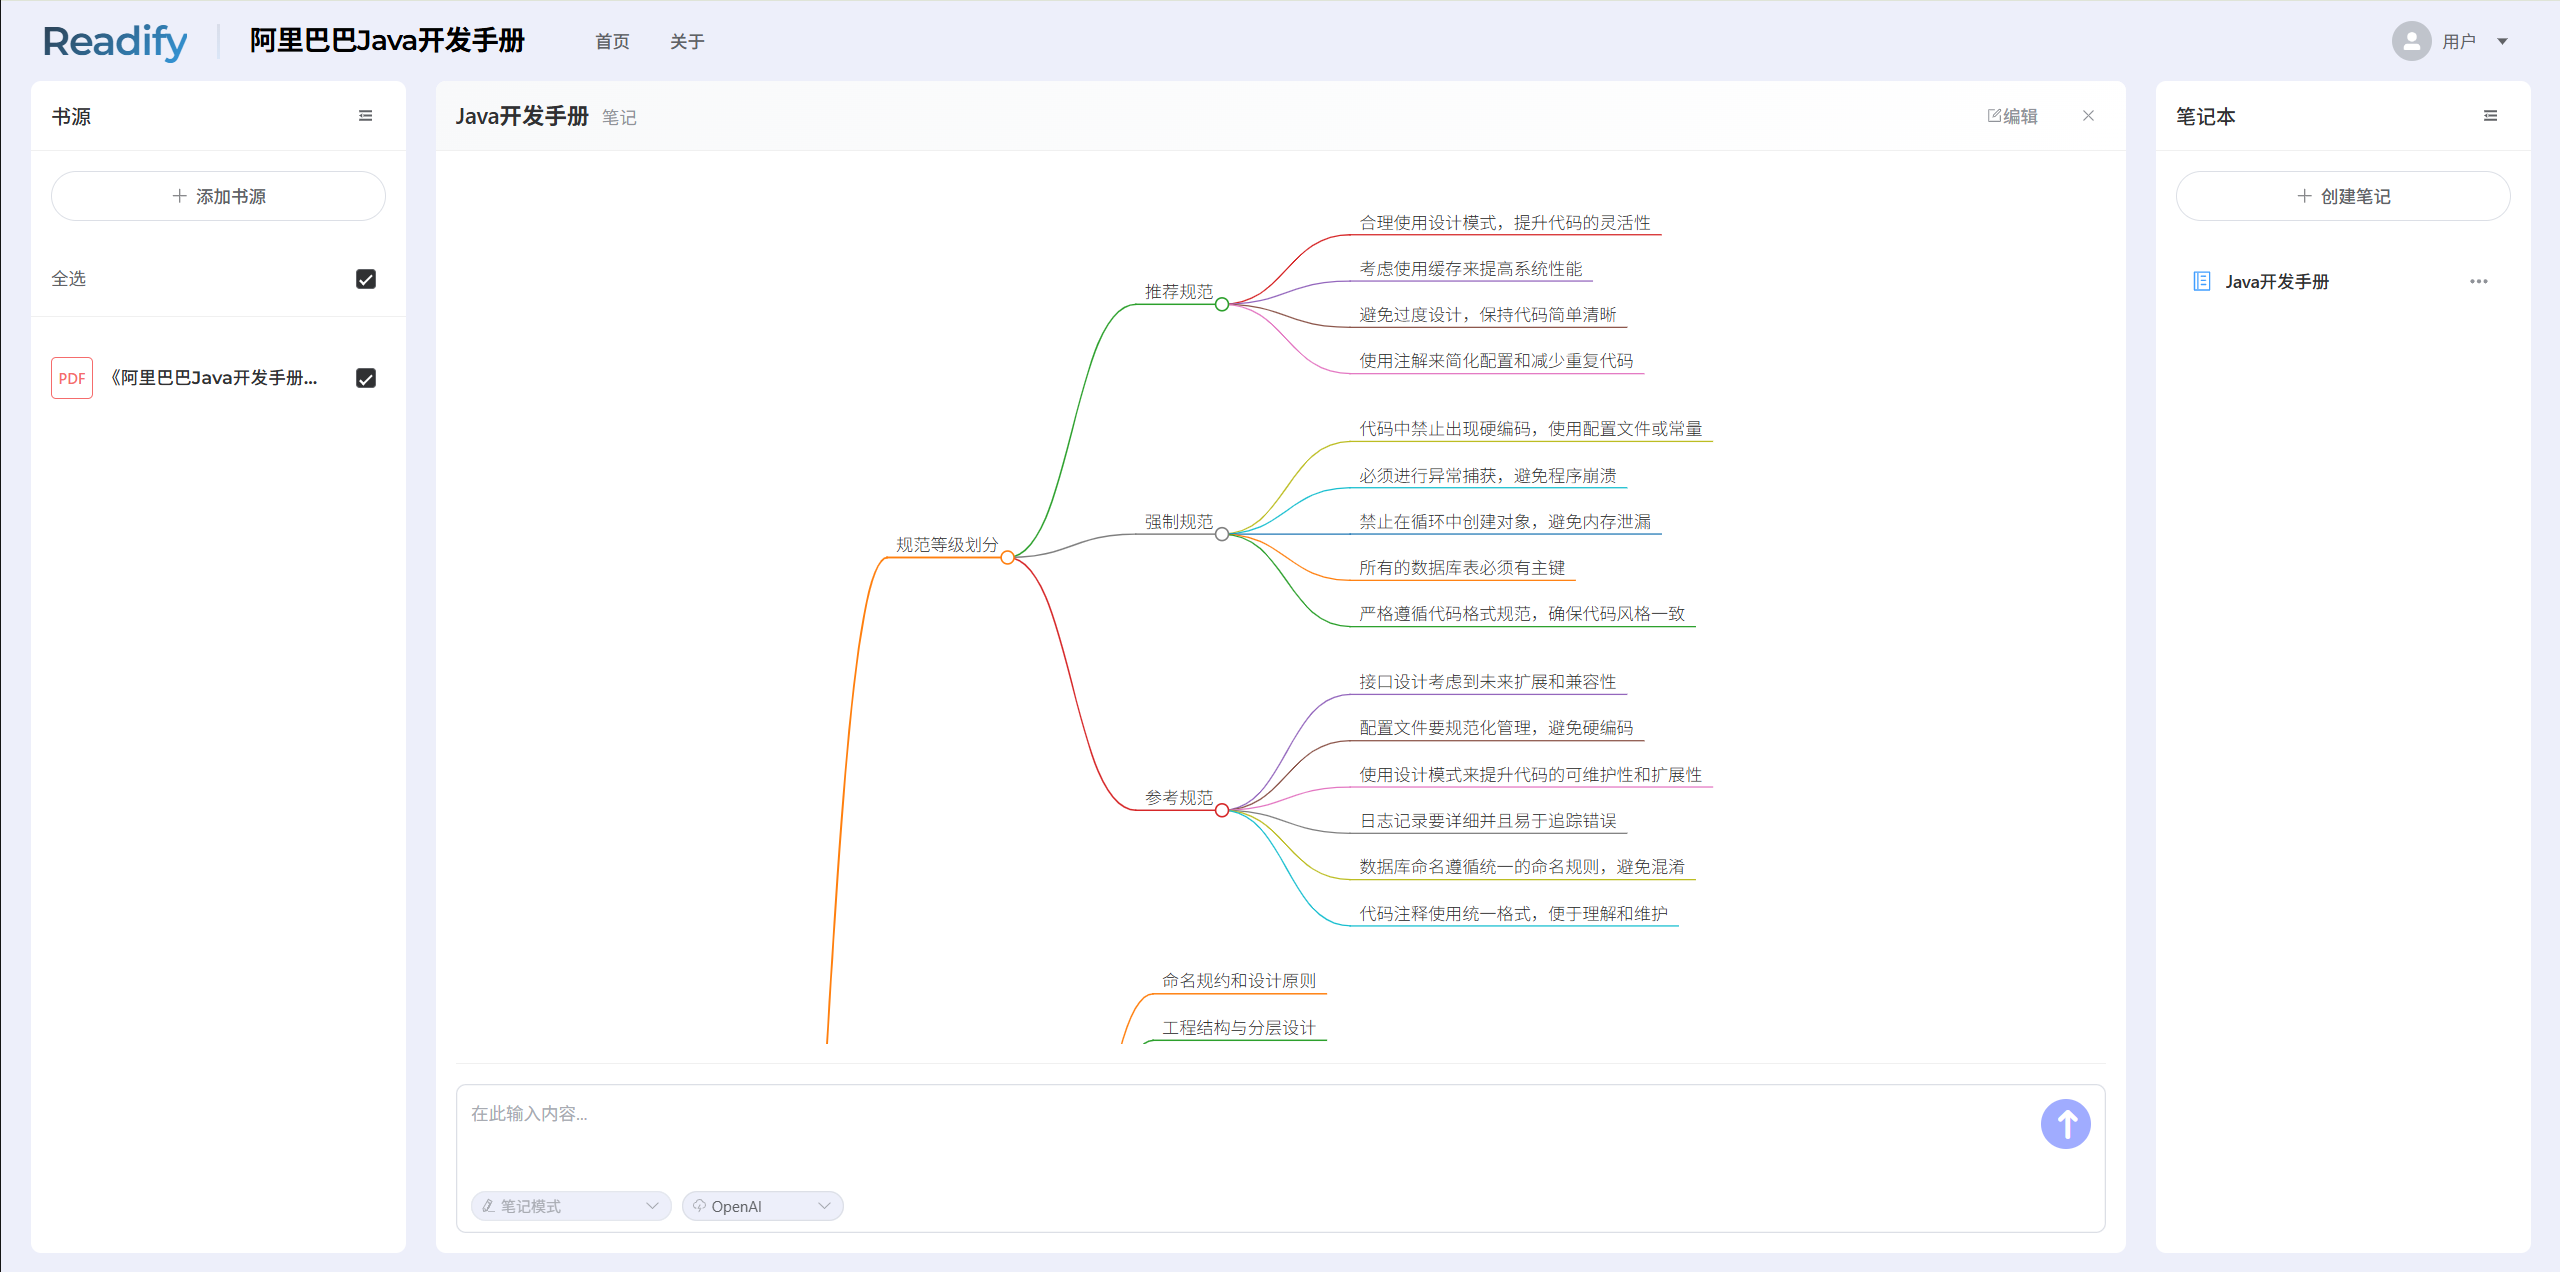 Readify
阿里巴巴Java开发手册
首页
关于
用户
书源
添加书源
全选
PDF
《阿里巴巴Java开发手册...
Java开发手册 笔记
编辑
合理使用设计模式，提升代码的灵活性
考虑使用缓存来提高系统性能
推荐规范
避免过度设计，保持代码简单清晰
使用注解来简化配置和减少重复代码
代码中禁止出现硬编码，使用配置文件或常量
必须进行异常捕获，避免程序崩溃
强制规范
禁止在循环中创建对象，避免内存泄漏
规范等级划分
所有的数据库表必须有主键
严格遵循代码格式规范，确保代码风格一致
接口设计考虑到未来扩展和兼容性
配置文件要规范化管理，避免硬编码
使用设计模式来提升代码的可维护性和扩展性
参考规范
日志记录要详细并且易于追踪错误
数据库命名遵循统一的命名规则，避免混淆
代码注释使用统一格式，便于理解和维护
命名规约和设计原则
工程结构与分层设计
在此输入内容...
笔记模式
OpenAI
笔记本
创建笔记
Java开发手册